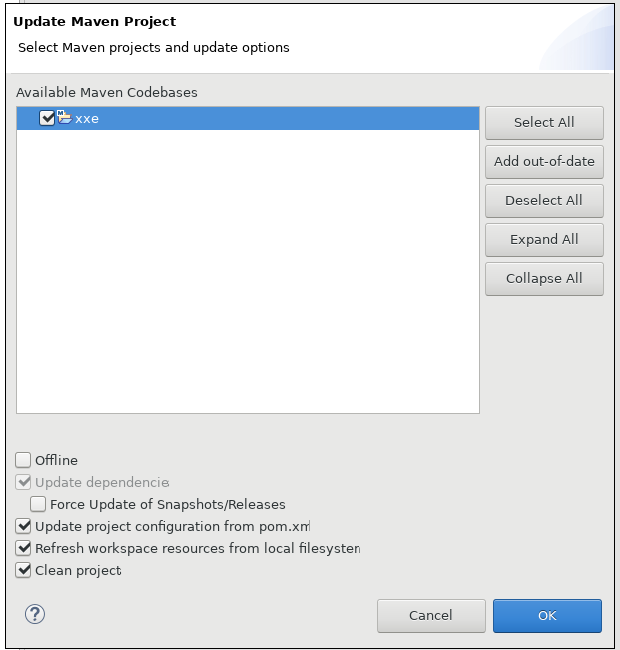 Update Maven Project
Select Maven projects and update options
Available Maven Codebases
xxe
Select All
Add out-of-date
Deselect All
Expand All
Collapse All
Offline
Update dependencie
Force Update of Snapshots/Releases
Update project configuration from pom.xm
Refresh workspace resources from local filesystem
Clean project
Cancel
OK